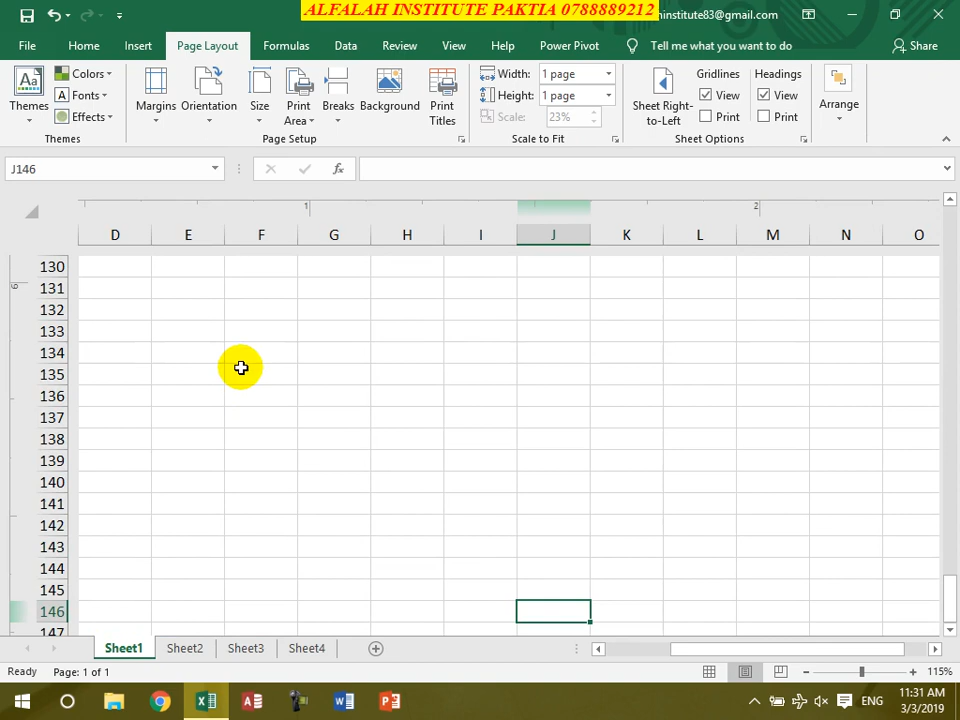 ALFALAH INSTITUTE PAKTIA 0788889212
hinstitute83@gmail.com
File Home Insert Page Layout Formulas Data Review View Help Power Pivot Tell me what you want to do Share
Themes
Colors
Fonts
Effects
Themes
Margins
Orientation
Size
Print Area
Breaks
Background
Print Titles
Page Setup
Width: 1 page
Height: 1 page
Scale: 23%
Scale to Fit
Sheet Right-to-Left
Gridlines
View
Print
Headings
View
Print
Sheet Options
Arrange
J146
fx
1 2
D E F G H I J K L M N O
130
131
132
133
134
135
136
137
138
139
140
141
142
143
144
145
146
147
Sheet1 Sheet2 Sheet3 Sheet4
Ready Page: 1 of 1 115%
ENG
11:31 AM
3/3/2019